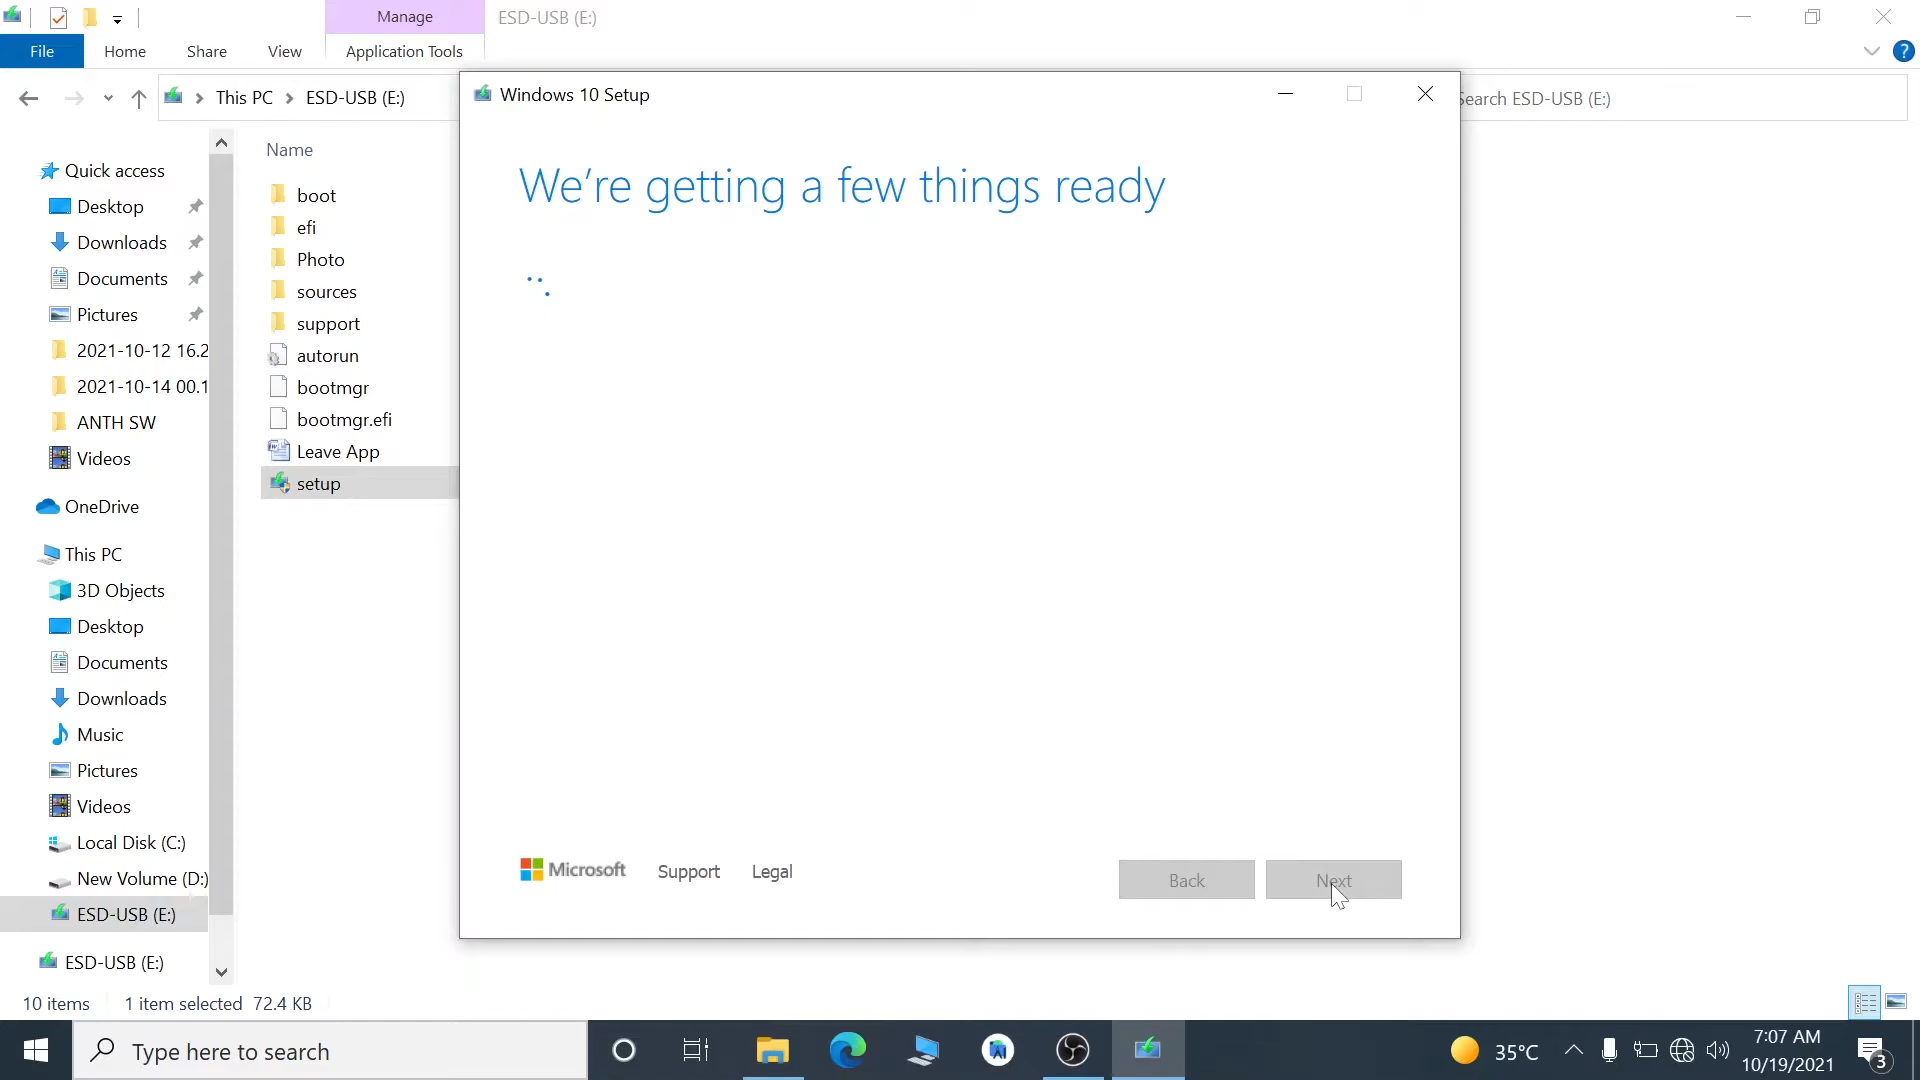 Manage
ESD-USB (E:)
File
Home
Share
View
Application Tools
?
This PC
ESD-USB (E:)
Search ESD-USB (E:)
Quick access
Desktop
Downloads
Documents
Pictures
2021-10-12 16.2
2021-10-14 00.1
ANTH SW
Videos
OneDrive
This PC
3D Objects
Desktop
Documents
Downloads
Music
Pictures
Videos
Local Disk (C:)
New Volume (D:)
ESD-USB (E:)
ESD-USB (E:)
Name
boot
efi
Photo
sources
support
autorun
bootmgr
bootmgr.efi
Leave App
setup
Windows 10 Setup
We’re getting a few things ready
Microsoft
Support
Legal
Back
Next
10 items
1 item selected 72.4 KB
Type here to search
AI
35°C
7:07 AM
10/19/2021
3